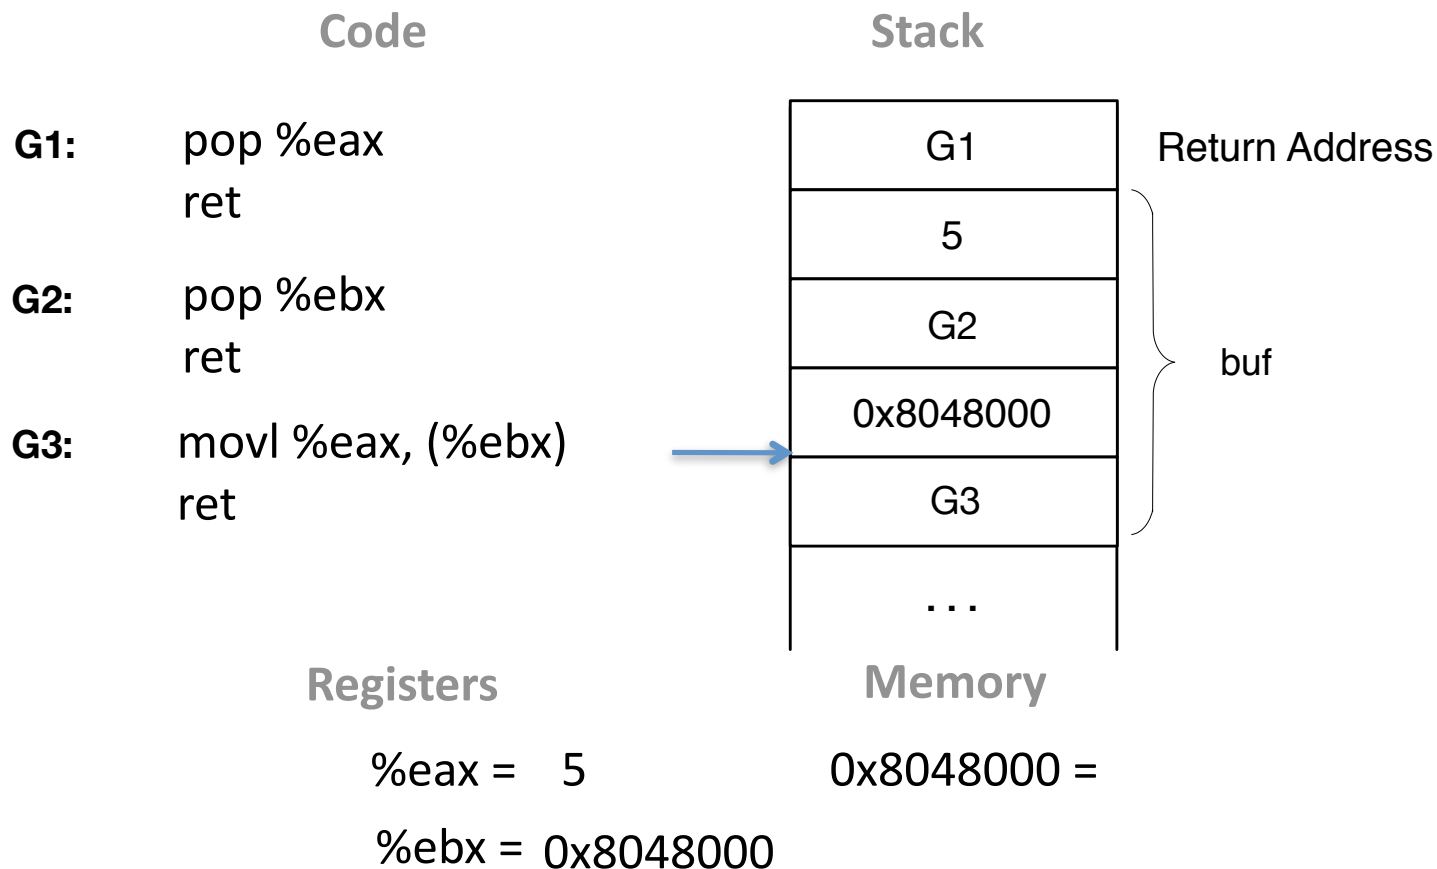 Code
G1: pop %eax
ret
G2: pop %ebx
ret
G3: movl %eax, (%ebx)
ret
Stack
G1 Return Address
5
G2
buf
0x8048000
G3
. . .
Registers
%eax = 5
%ebx = 0x8048000
Memory
0x8048000 =